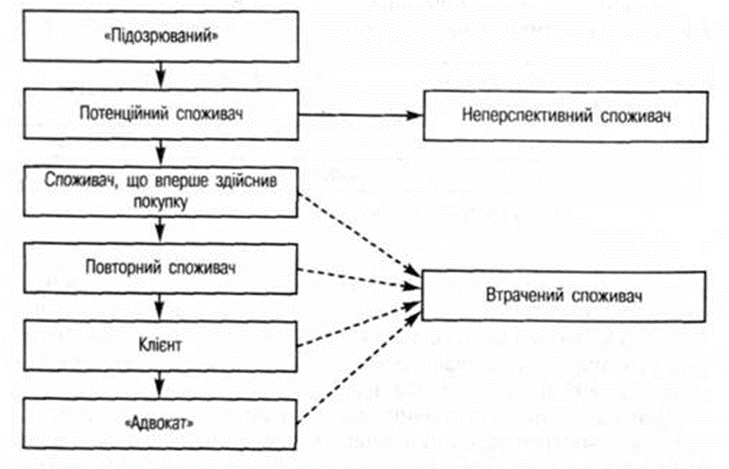 «Підозрюваний»
Потенційний споживач
Неперспективний споживач
Споживач, що вперше здійснив
покупку
Повторний споживач
Втрачений споживач
Клієнт
«Адвокат»